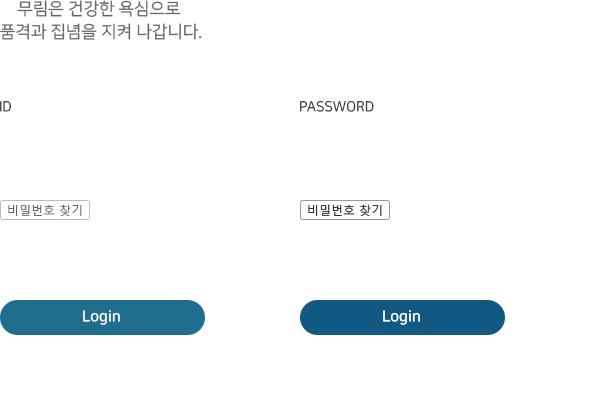 무림은 건강한 욕심으로
품격과 집념을 지켜 나갑니다.
ID
PASSWORD
비밀번호 찾기
비밀번호 찾기
Login
Login